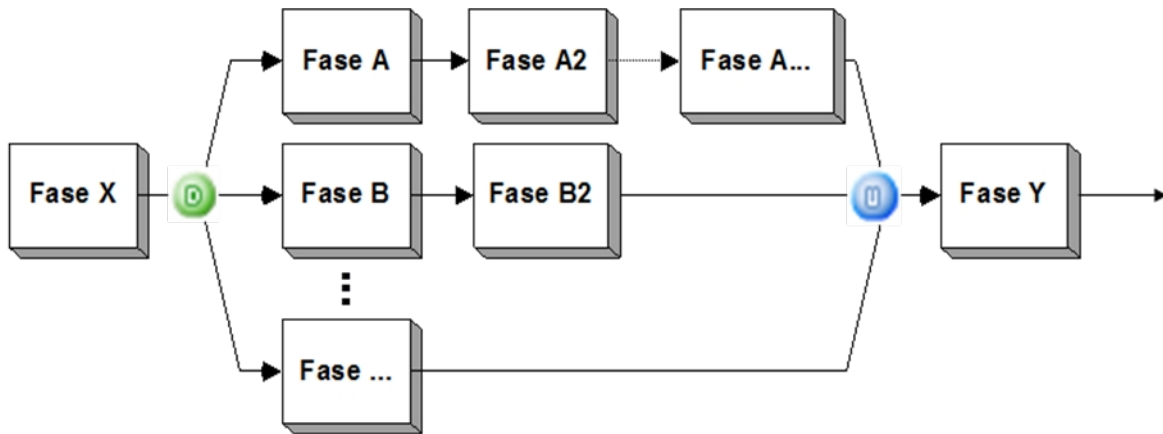 Fase A
Fase A2
Fase A...
Fase X
D
Fase B
Fase B2
U
Fase Y
Fase ...